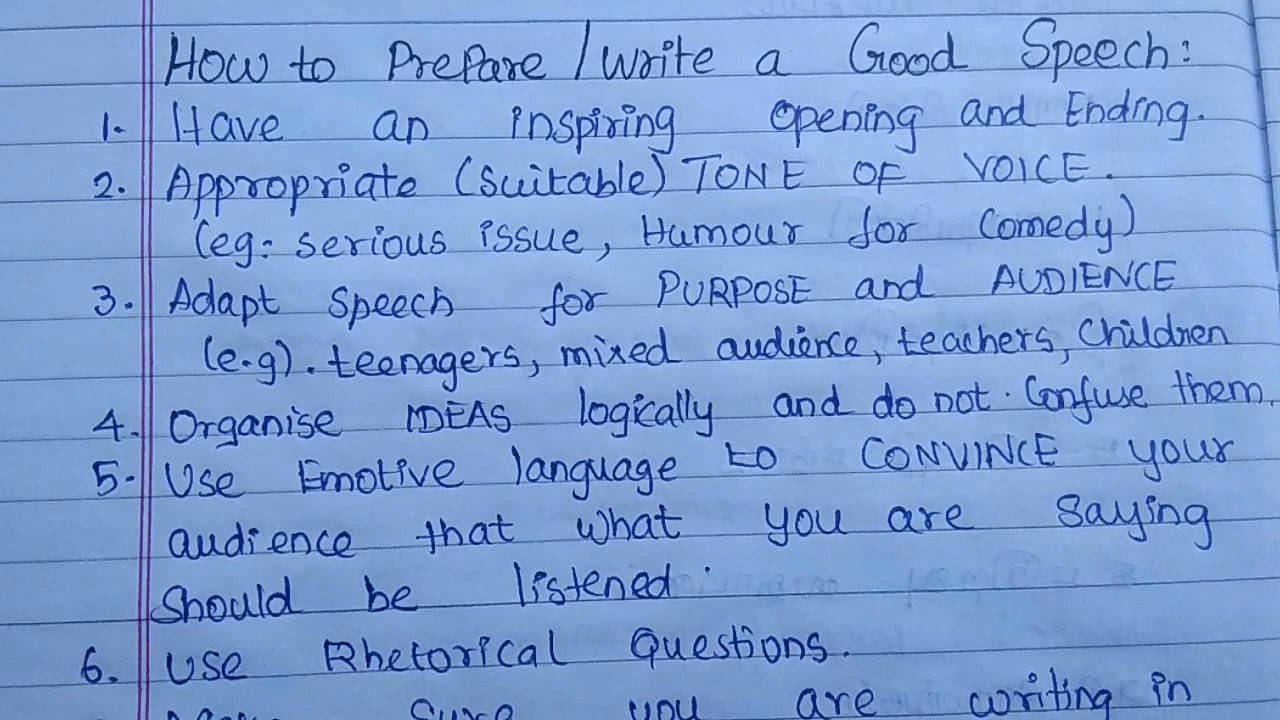 How to Prepare / Write a Good Speech:
1. Have an inspiring Opening and Ending.
2. Appropriate (Suitable) TONE OF VOICE.
(eg: serious issue, Humour for Comedy)
3. Adapt Speech for PURPOSE and AUDIENCE
(e.g). teenagers, mixed audience, teachers, Children
4. Organise IDEAS logically and do not. Confuse them.
5. Use Emotive language to CONVINCE your
audience that what you are saying
should be listened.
6. Use Rhetorical Questions.
sure you are writing in